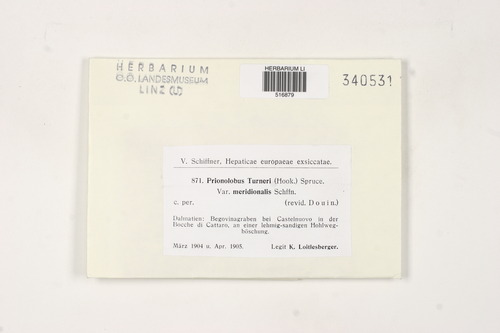 HERBARIUM
O.Ö. LANDESMUSEUM
LINZ (LI)
HERBARIUM LI
516879
340531
V. Schiffner, Hepaticae europaeae exsiccatae.
871. Prionolobus Turneri (Hook.) Spruce.
Var. meridionalis Schffn.
c. per. (revid. Douin.)
Dalmatien: Begovinagraben bei Castelnuovo in der
Bocche di Cattaro, an einer lehmig-sandigen Hohlweg-
böschung.
März 1904 u. Apr. 1905. Legit K. Loitlesberger.